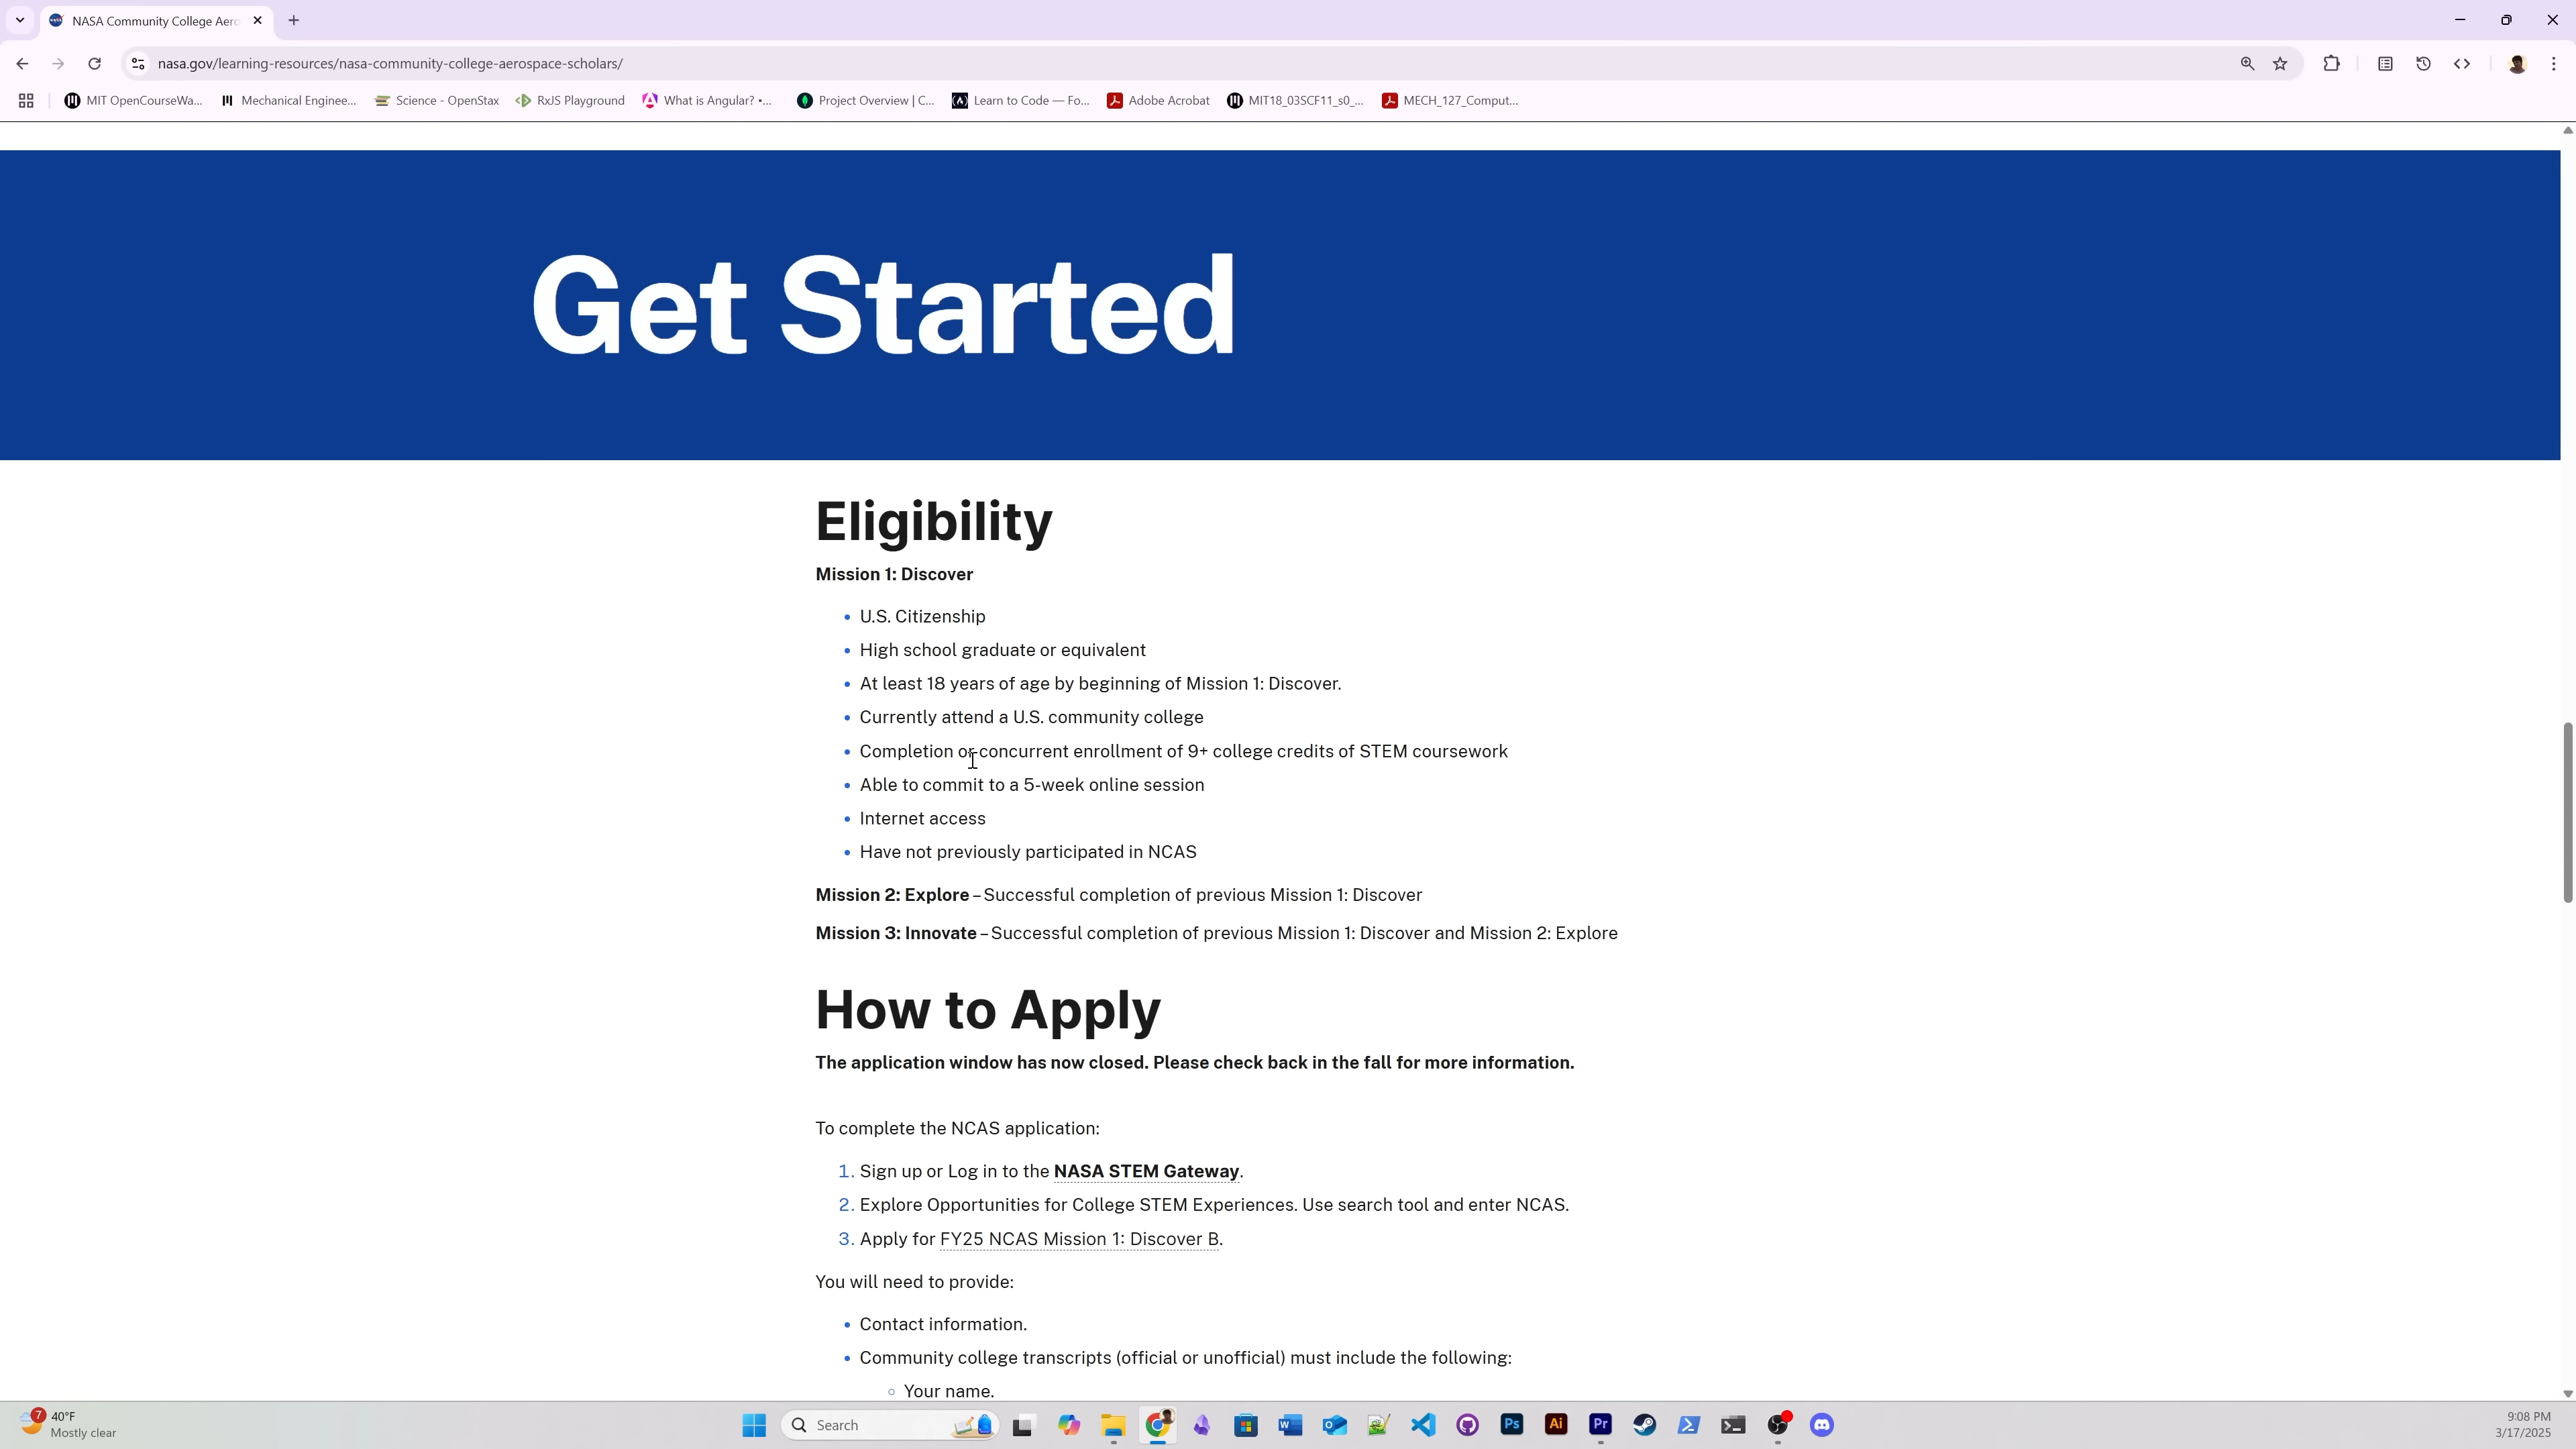 NASA Community College Aero
nasa.gov/learning-resources/nasa-community-college-aerospace-scholars/
MIT OpenCourseWa...
Mechanical Enginee...
Science - OpenStax
RxJS Playground
What is Angular? •...
Project Overview | C...
Learn to Code — Fo...
Adobe Acrobat
MIT18_03SCF11_s0_...
MECH_127_Comput...
Get Started
Eligibility
Mission 1: Discover
• U.S. Citizenship
• High school graduate or equivalent
• At least 18 years of age by beginning of Mission 1: Discover.
• Currently attend a U.S. community college
• Completion or concurrent enrollment of 9+ college credits of STEM coursework
• Able to commit to a 5-week online session
• Internet access
• Have not previously participated in NCAS
Mission 2: Explore – Successful completion of previous Mission 1: Discover
Mission 3: Innovate – Successful completion of previous Mission 1: Discover and Mission 2: Explore
How to Apply
The application window has now closed. Please check back in the fall for more information.
To complete the NCAS application:
1. Sign up or Log in to the NASA STEM Gateway.
2. Explore Opportunities for College STEM Experiences. Use search tool and enter NCAS.
3. Apply for FY25 NCAS Mission 1: Discover B.
You will need to provide:
• Contact information.
• Community college transcripts (official or unofficial) must include the following:
◦ Your name.
7
40°F
Mostly clear
Search
Ps
Ai
Pr
9:08 PM
3/17/2025